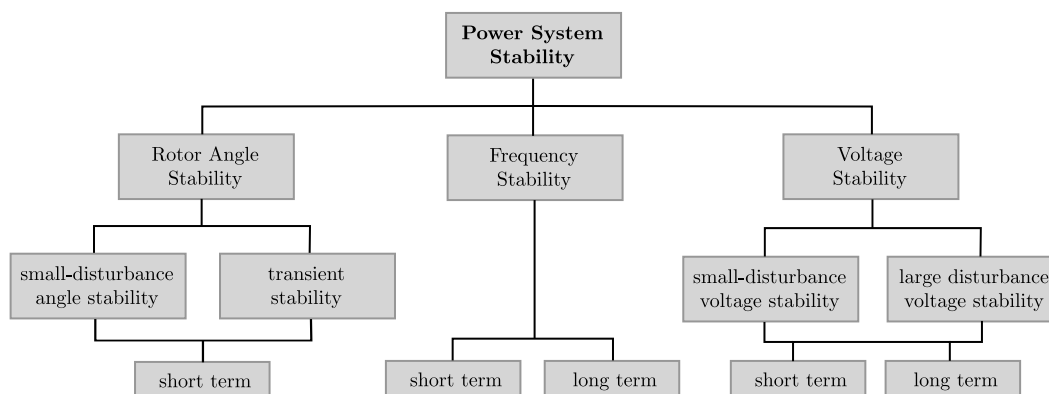 Power System
Stability
Rotor Angle
Stability
Frequency
Stability
Voltage
Stability
small-disturbance
angle stability
transient
stability
small-disturbance
voltage stability
large disturbance
voltage stability
short term
short term
long term
short term
long term